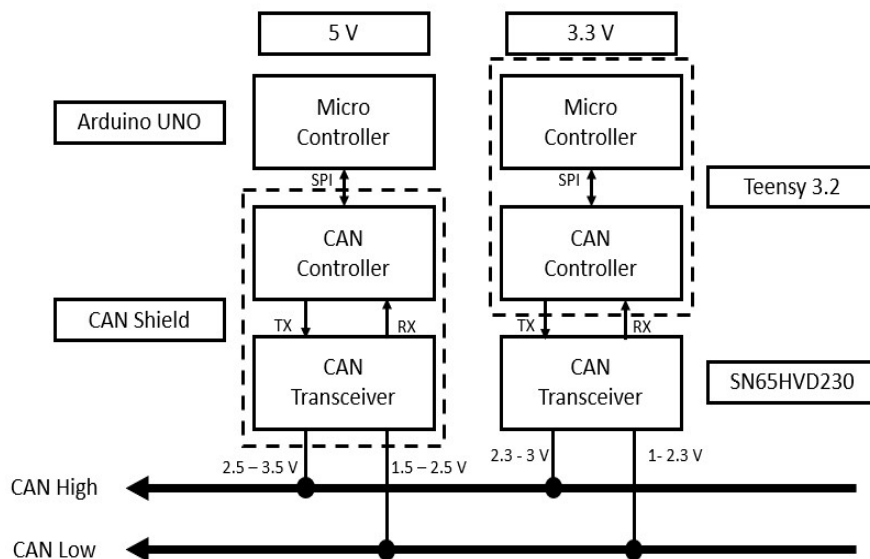 5 V
3.3 V
Arduino UNO
Micro
Controller
Micro
Controller
SPI
SPI
Teensy 3.2
CAN
Controller
CAN
Controller
CAN Shield
TX
RX
TX
RX
CAN
Transceiver
CAN
Transceiver
SN65HVD230
2.5 – 3.5 V
1.5 – 2.5 V
2.3 - 3 V
1- 2.3 V
CAN High
CAN Low